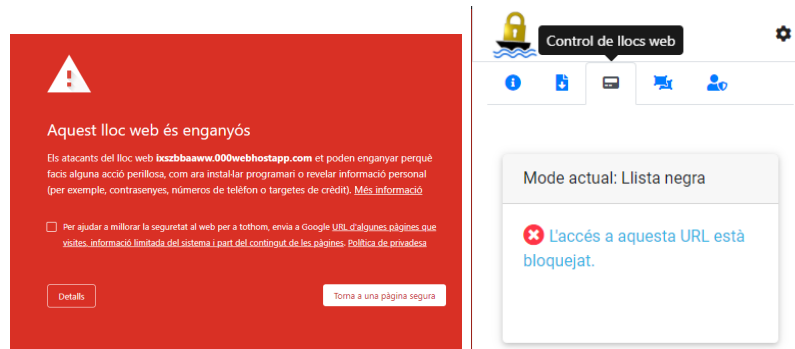 Aquest lloc web és enganyós
Els atacants del lloc web ixszbbaaww.000webhostapp.com et poden enganyar perquè
facis alguna acció perillosa, com ara instal·lar programari o revelar informació personal
(per exemple, contrasenyes, números de telèfon o targetes de crèdit). Més informació
Per ajudar a millorar la seguretat al web per a tothom, envia a Google URL d'algunes pàgines que
visites, informació limitada del sistema i part del contingut de les pàgines. Política de privadesa
Detalls
Torna a una pàgina segura
Control de llocs web
Mode actual: Llista negra
L'accés a aquesta URL està
bloquejat.